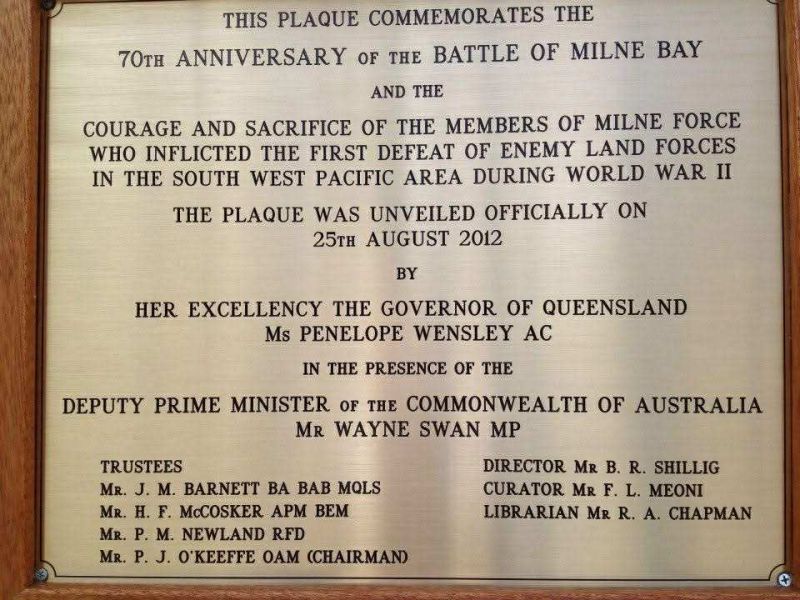 THIS PLAQUE COMMEMORATES THE
70TH ANNIVERSARY OF THE BATTLE OF MILNE BAY
AND THE
COURAGE AND SACRIFICE OF THE MEMBERS OF MILNE FORCE
WHO INFLICTED THE FIRST DEFEAT OF ENEMY LAND FORCES
IN THE SOUTH WEST PACIFIC AREA DURING WORLD WAR II
THE PLAQUE WAS UNVEILED OFFICIALLY ON
25TH AUGUST 2012
BY
HER EXCELLENCY THE GOVERNOR OF QUEENSLAND
Ms PENELOPE WENSLEY AC
IN THE PRESENCE OF THE
DEPUTY PRIME MINISTER OF THE COMMONWEALTH OF AUSTRALIA
MR WAYNE SWAN MP
TRUSTEES
MR. J. M. BARNETT BA BAB MQLS
MR. H. F. McCOSKER APM BEM
MR. P. M. NEWLAND RFD
MR. P. J. O'KEEFFE OAM (CHAIRMAN)
DIRECTOR MR B. R. SHILLIG
CURATOR MR F. L. MEONI
LIBRARIAN MR R. A. CHAPMAN